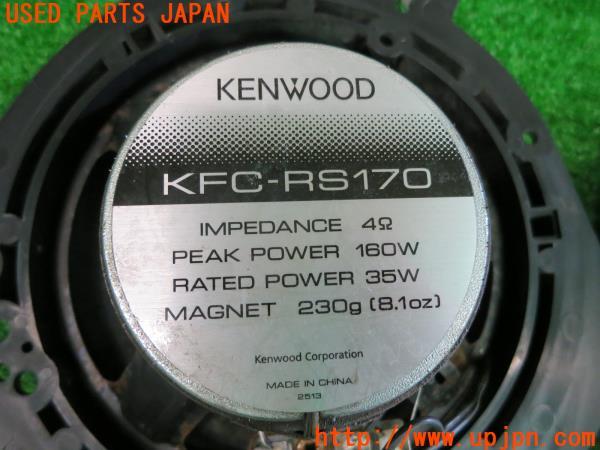 USED PARTS JAPAN
KENWOOD
KFC-RS170
IMPEDANCE 4Ω
PEAK POWER 160W
RATED POWER 35W
MAGNET 230g (8.1oz)
Kenwood Corporation
MADE IN CHINA
2513
http://www.upjpn.com